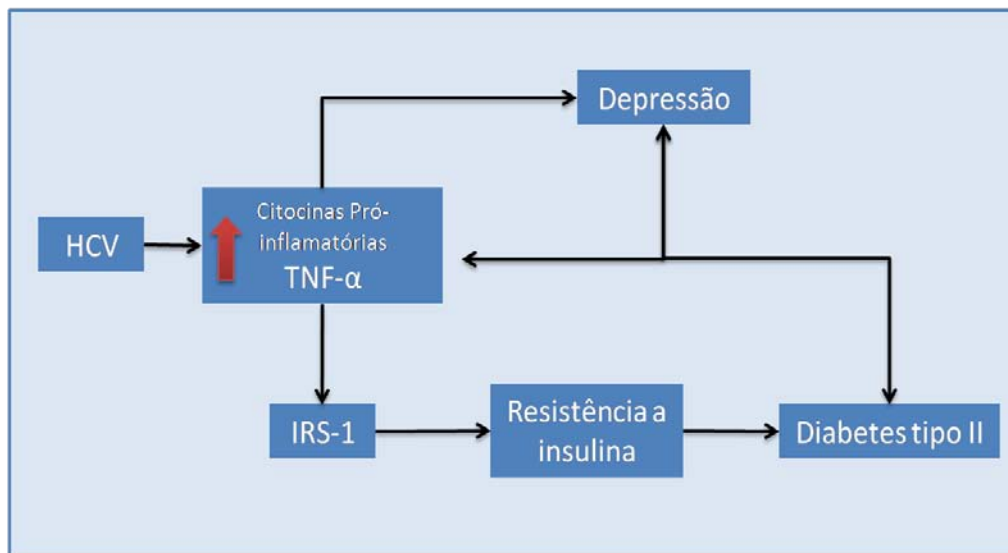 Depressão
Citocinas Pró-
inflamatórias
TNF-α
HCV
IRS-1
Resistência a
insulina
Diabetes tipo II